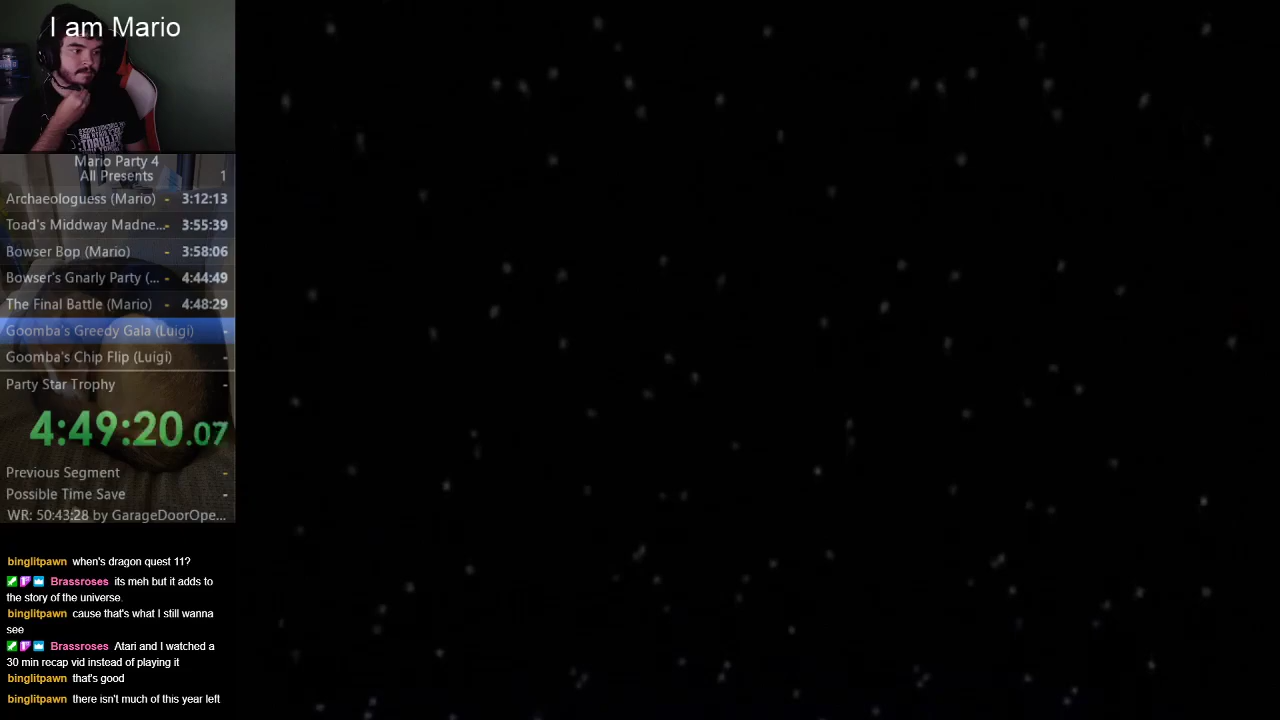 I am Mario
Mario Party 4
All Presents 1
Archaeologuess (Mario) - 3:12:13
Toad's Middway Madne... - 3:55:39
Bowser Bop (Mario) - 3:58:06
Bowser's Gnarly Party (... - 4:44:49
The Final Battle (Mario) - 4:48:29
Goomba's Greedy Gala (Luigi) -
Goomba's Chip Flip (Luigi) -
Party Star Trophy -
4:49:20.07
Previous Segment -
Possible Time Save -
WR: 50:43:28 by GarageDoorOpe...
binglitpawn when's dragon quest 11?
Brassroses its meh but it adds to
the story of the universe.
binglitpawn cause that's what I still wanna
see
Brassroses Atari and I watched a
30 min recap vid instead of playing it
binglitpawn that's good
binglitpawn there isn't much of this year left